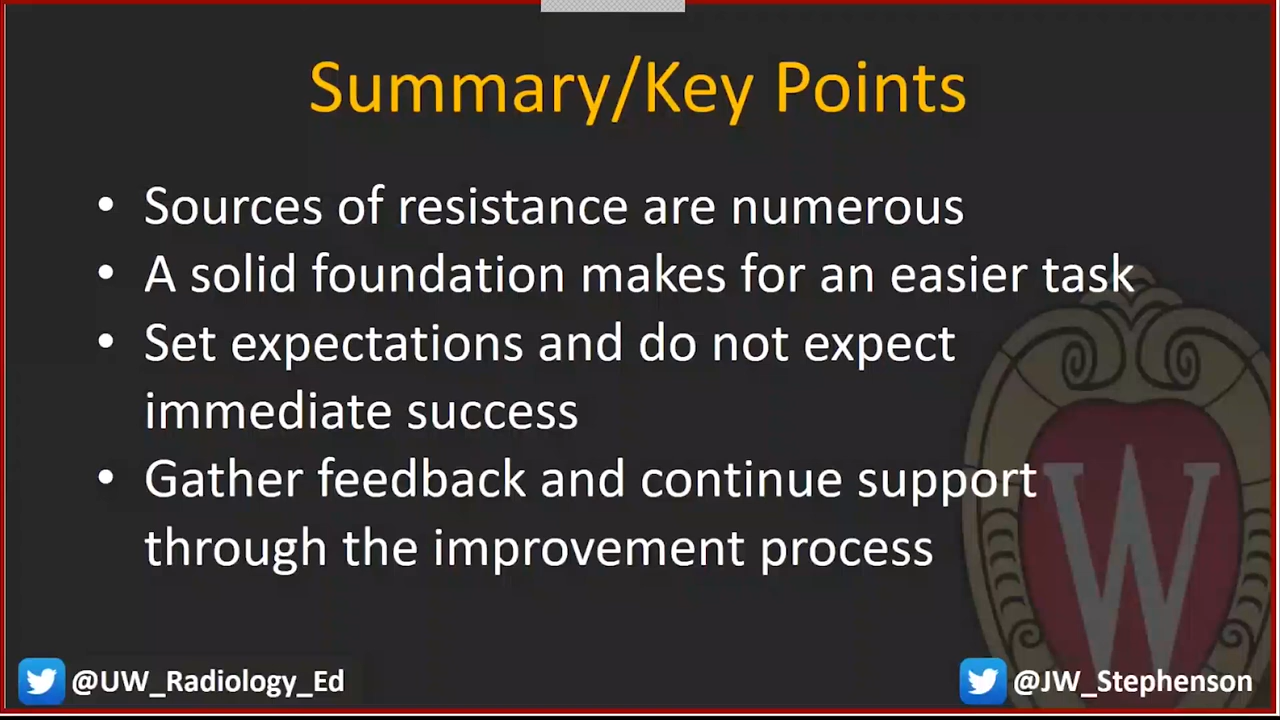 Summary/Key Points
• Sources of resistance are numerous
• A solid foundation makes for an easier task
• Set expectations and do not expect
immediate success
• Gather feedback and continue support
through the improvement process
W
@UW_Radiology_Ed
@JW_Stephenson